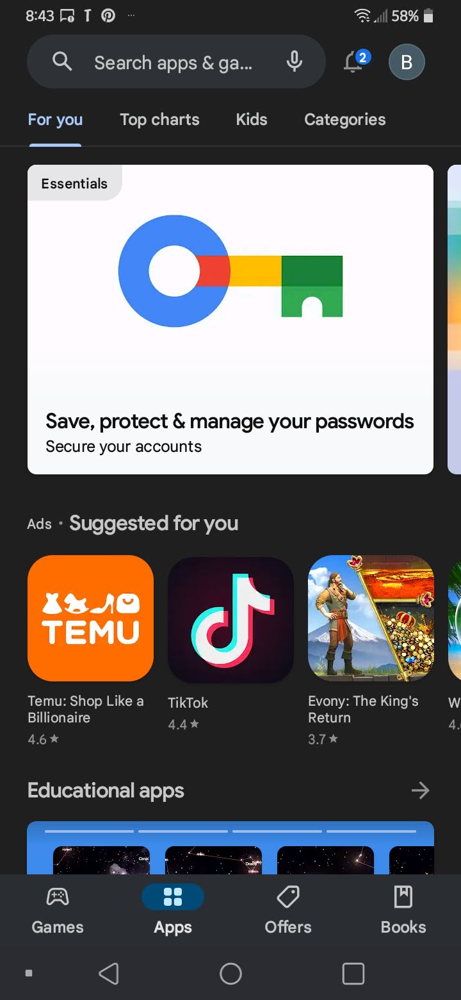 8:43 ... 58%
Search apps & ga...
2
B
For you Top charts Kids Categories
Essentials
Save, protect & manage your passwords
Secure your accounts
Ads • Suggested for you
TEMU
Temu: Shop Like a
Billionaire
4.6★
TikTok
4.4★
Evony: The King's
Return
3.7★
W
4.
Educational apps
Games Apps Offers Books